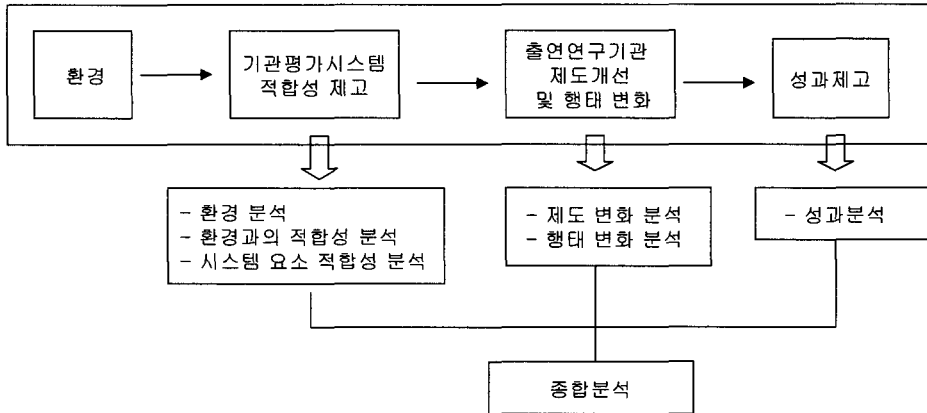 환경
기관평가시스템
적합성 제고
출연연구기관
제도개선
및 행태 변화
성과제고
- 환경 분석
- 환경과의 적합성 분석
- 시스템 요소 적합성 분석
- 제도 변화 분석
- 행태 변화 분석
- 성과분석
종합분석